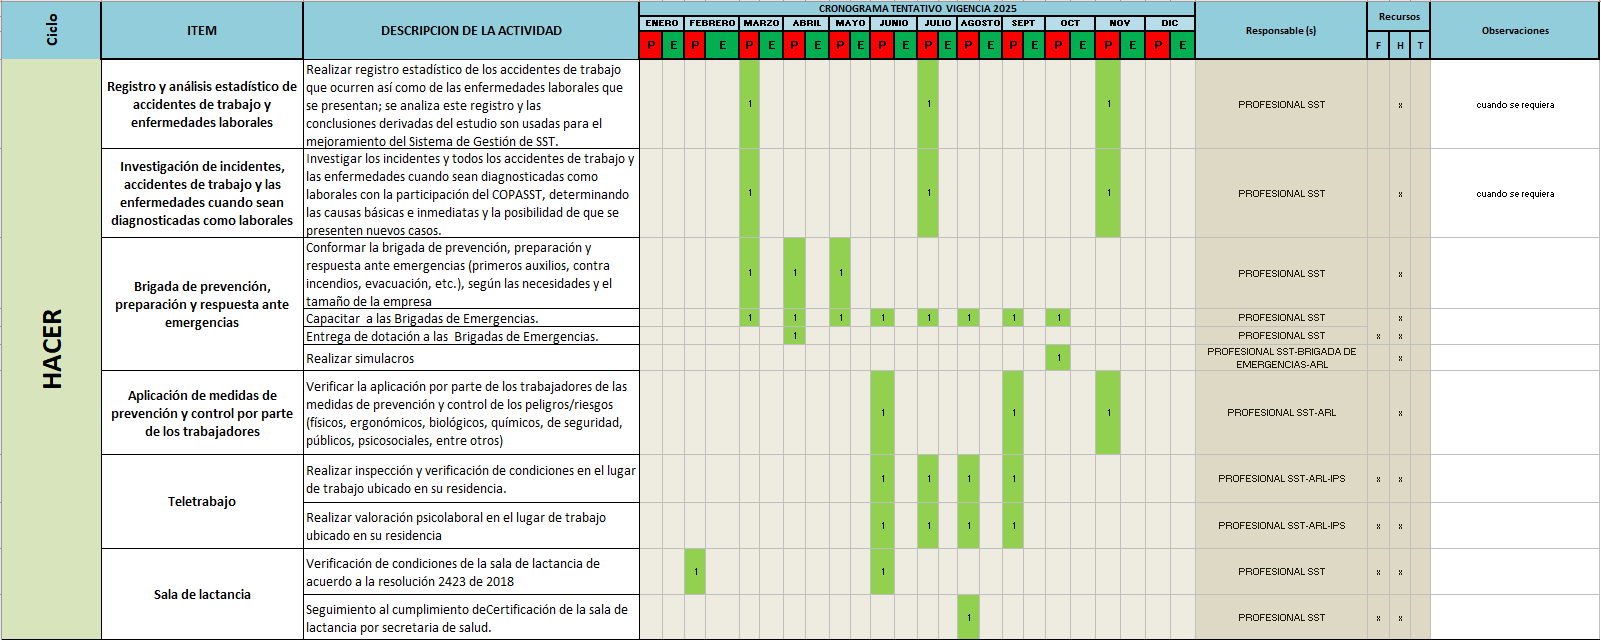 Ciclo
ITEM
DESCRIPCION DE LA ACTIVIDAD
CRONOGRAMA TENTATIVO VIGENCIA 2025
ENERO FEBRERO MARZO ABRIL MAYO JUNIO JULIO AGOSTO SEPT OCT NOV DIC
P E P E P E P E P E P E P E P E P E P E P E P E
Responsable (s)
Recursos
F H T
Observaciones
HACER
Registro y análisis estadístico de
accidentes de trabajo y
enfermedades laborales
Realizar registro estadístico de los accidentes de trabajo
que ocurren así como de las enfermedades laborales que
se presentan; se analiza este registro y las
conclusiones derivadas del estudio son usadas para el
mejoramiento del Sistema de Gestión de SST.
1 1 1
PROFESIONAL SST
x
cuando se requiera
Investigación de incidentes,
accidentes de trabajo y las
enfermedades cuando sean
diagnosticadas como laborales
Investigar los incidentes y todos los accidentes de trabajo y
las enfermedades cuando sean diagnosticadas como
laborales con la participación del COPASST, determinando
las causas básicas e inmediatas y la posibilidad de que se
presenten nuevos casos.
1 1 1
PROFESIONAL SST
x
cuando se requiera
Brigada de prevención,
preparación y respuesta ante
emergencias
Conformar la brigada de prevención, preparación y
respuesta ante emergencias (primeros auxilios, contra
incendios, evacuación, etc.), según las necesidades y el
tamaño de la empresa
1 1 1
PROFESIONAL SST
x
Capacitar  a las Brigadas de Emergencias.
1 1 1 1 1 1 1 1
PROFESIONAL SST
x
Entrega de dotación a las  Brigadas de Emergencias.
1
PROFESIONAL SST
x x
Realizar simulacros
1
PROFESIONAL SST-BRIGADA DE
EMERGENCIAS-ARL
x
Aplicación de medidas de
prevención y control por parte
de los trabajadores
Verificar la aplicación por parte de los trabajadores de las
medidas de prevención y control de los peligros/riesgos
(físicos, ergonómicos, biológicos, químicos, de seguridad,
públicos, psicosociales, entre otros)
1 1 1
PROFESIONAL SST-ARL
x
Teletrabajo
Realizar inspección y verificación de condiciones en el lugar
de trabajo ubicado en su residencia.
1 1 1 1
PROFESIONAL SST-ARL-IPS
x x
Realizar valoración psicolaboral en el lugar de trabajo
ubicado en su residencia
1 1 1 1
PROFESIONAL SST-ARL-IPS
x x
Sala de lactancia
Verificación de condiciones de la sala de lactancia de
acuerdo a la resolución 2423 de 2018
1 1
PROFESIONAL SST
x x
Seguimiento al cumplimiento deCertificación de la sala de
lactancia por secretaria de salud.
1
PROFESIONAL SST
x x